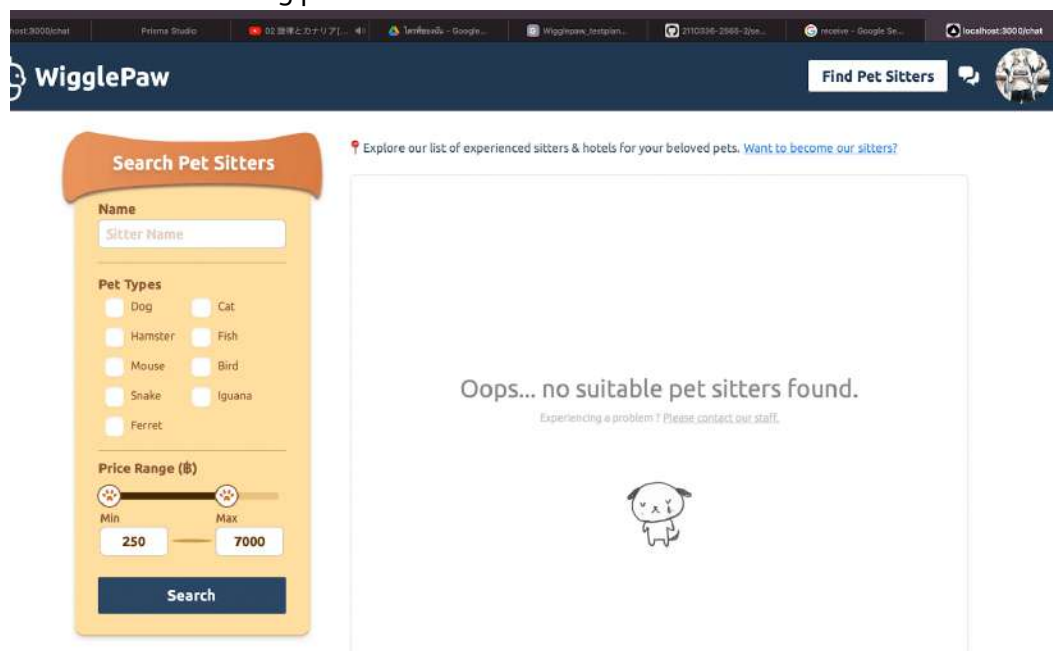 host:3000/chat
Prisma Studio
localhost:3000/chat
WigglePaw
Find Pet Sitters
Search Pet Sitters
Name
Sitter Name
Pet Types
Dog
Cat
Hamster
Fish
Mouse
Bird
Snake
Iguana
Ferret
Price Range (฿)
Min
Max
250
7000
Search
Explore our list of experienced sitters & hotels for your beloved pets. Want to become our sitters?
Oops... no suitable pet sitters found.
Experiencing a problem ? Please contact our staff.